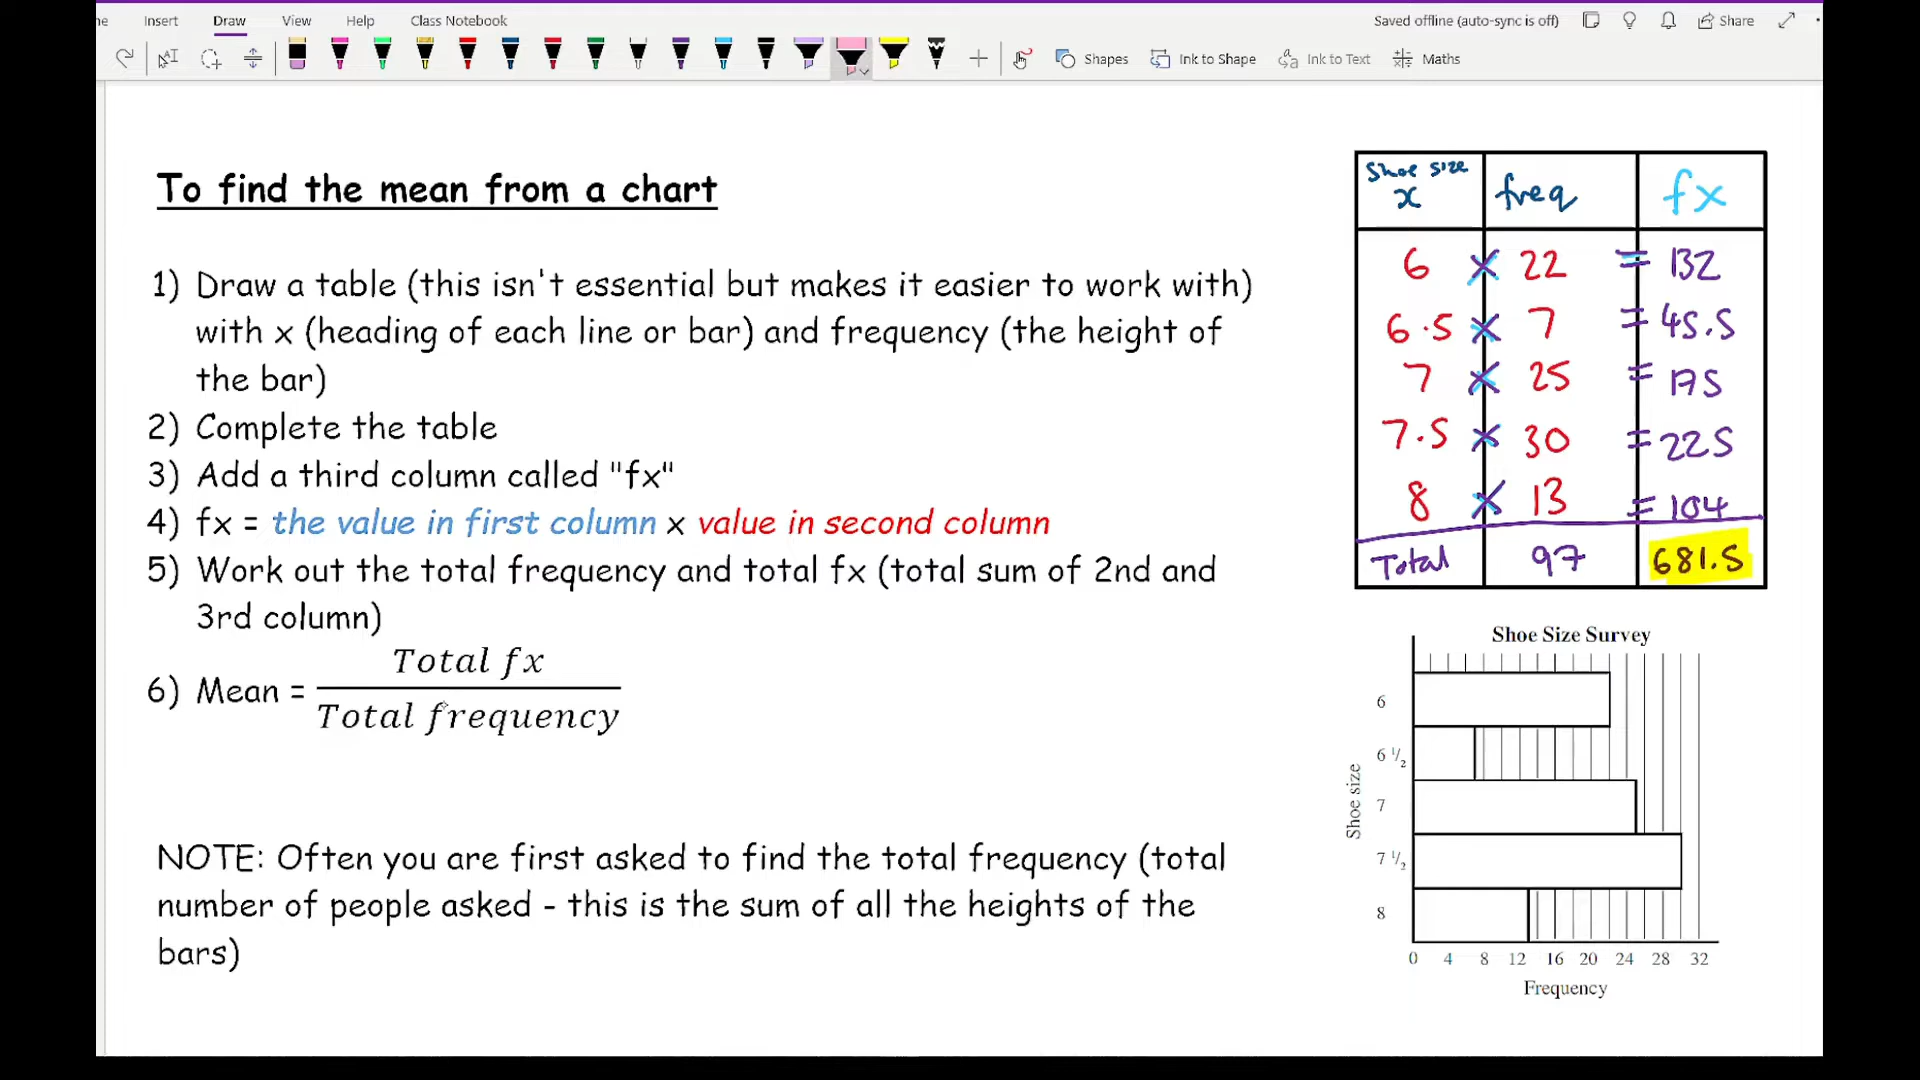 Insert Draw View Help Class Notebook Saved offline (auto-sync is off) Share
Shapes Ink to Shape Ink to Text Maths
To find the mean from a chart
1) Draw a table (this isn't essential but makes it easier to work with)
with x (heading of each line or bar) and frequency (the height of
the bar)
2) Complete the table
3) Add a third column called "fx"
4) fx = the value in first column x value in second column
5) Work out the total frequency and total fx (total sum of 2nd and
3rd column)
6) Mean = Total fx
Total frequency
NOTE: Often you are first asked to find the total frequency (total
number of people asked - this is the sum of all the heights of the
bars)
Shoe size
x freq fx
6 × 22 = 132
6.5 × 7 = 45.5
7 × 25 = 175
7.5 × 30 = 225
8 × 13 = 104
Total 97 681.5
Shoe Size Survey
6
6 1/2
7
7 1/2
8
Shoe size
0 4 8 12 16 20 24 28 32
Frequency